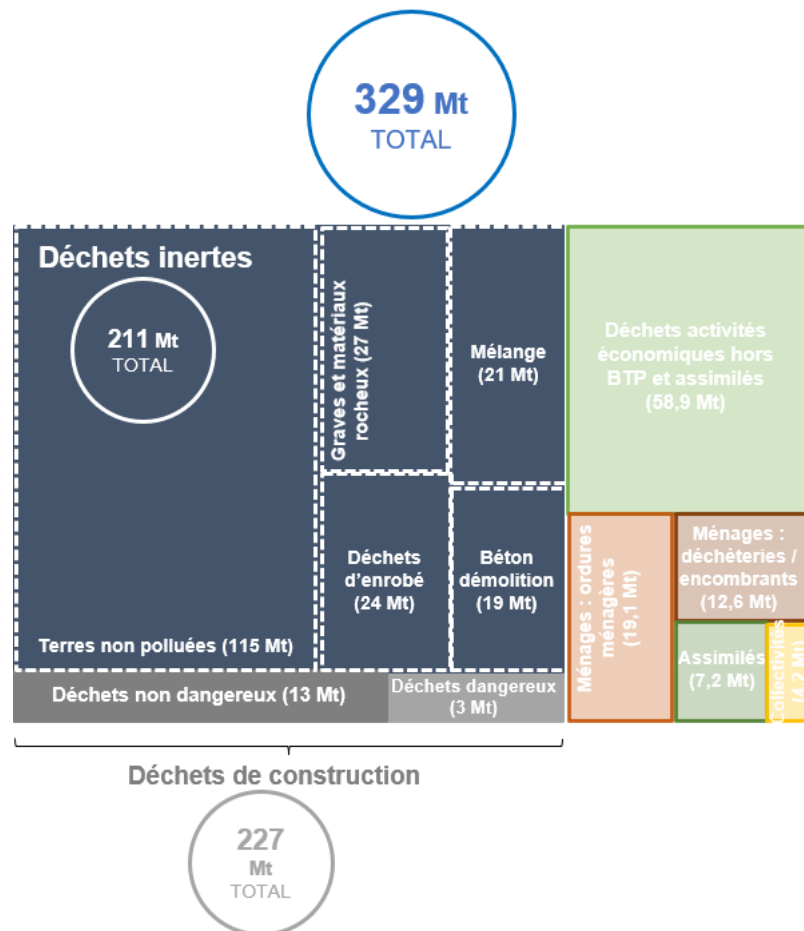 329 Mt
TOTAL
Déchets inertes
211 Mt
TOTAL
Terres non polluées (115 Mt)
Graves et matériaux
rocheux (27 Mt)
Mélange
(21 Mt)
Déchets
d'enrobé
(24 Mt)
Béton
démolition
(19 Mt)
Déchets activités
économiques hors
BTP et assimilés
(58,9 Mt)
Ménages : ordures
ménagères
(19,1 Mt)
Ménages :
déchèteries /
encombrants
(12,6 Mt)
Assimilés
(7,2 Mt)
Collectivités
(4,2 Mt)
Déchets non dangereux (13 Mt)
Déchets dangereux
(3 Mt)
Déchets de construction
227
Mt
TOTAL